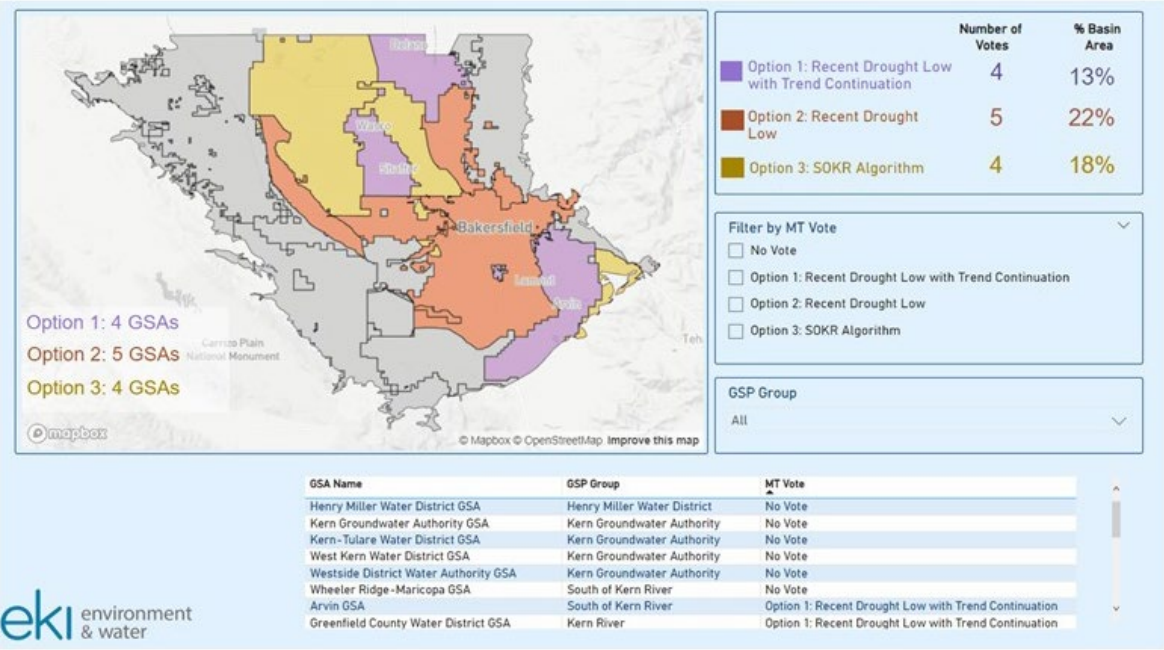 Delano
Wasco
Shafter
Bakersfield
Lamont
Arvin
Option 1: 4 GSAs
Option 2: 5 GSAs
Option 3: 4 GSAs
Carrizo Plain
National Monument
Teh
mapbox
© Mapbox © OpenStreetMap Improve this map
Number of
Votes
% Basin
Area
Option 1: Recent Drought Low
with Trend Continuation
4
13%
Option 2: Recent Drought
Low
5
22%
Option 3: SOKR Algorithm
4
18%
Filter by MT Vote
No Vote
Option 1: Recent Drought Low with Trend Continuation
Option 2: Recent Drought Low
Option 3: SOKR Algorithm
GSP Group
All
GSA Name GSP Group MT Vote
Henry Miller Water District GSA Henry Miller Water District No Vote
Kern Groundwater Authority GSA Kern Groundwater Authority No Vote
Kern-Tulare Water District GSA Kern Groundwater Authority No Vote
West Kern Water District GSA Kern Groundwater Authority No Vote
Westside District Water Authority GSA Kern Groundwater Authority No Vote
Wheeler Ridge-Maricopa GSA South of Kern River No Vote
Arvin GSA South of Kern River Option 1: Recent Drought Low with Trend Continuation
Greenfield County Water District GSA Kern River Option 1: Recent Drought Low with Trend Continuation
eki environment
& water